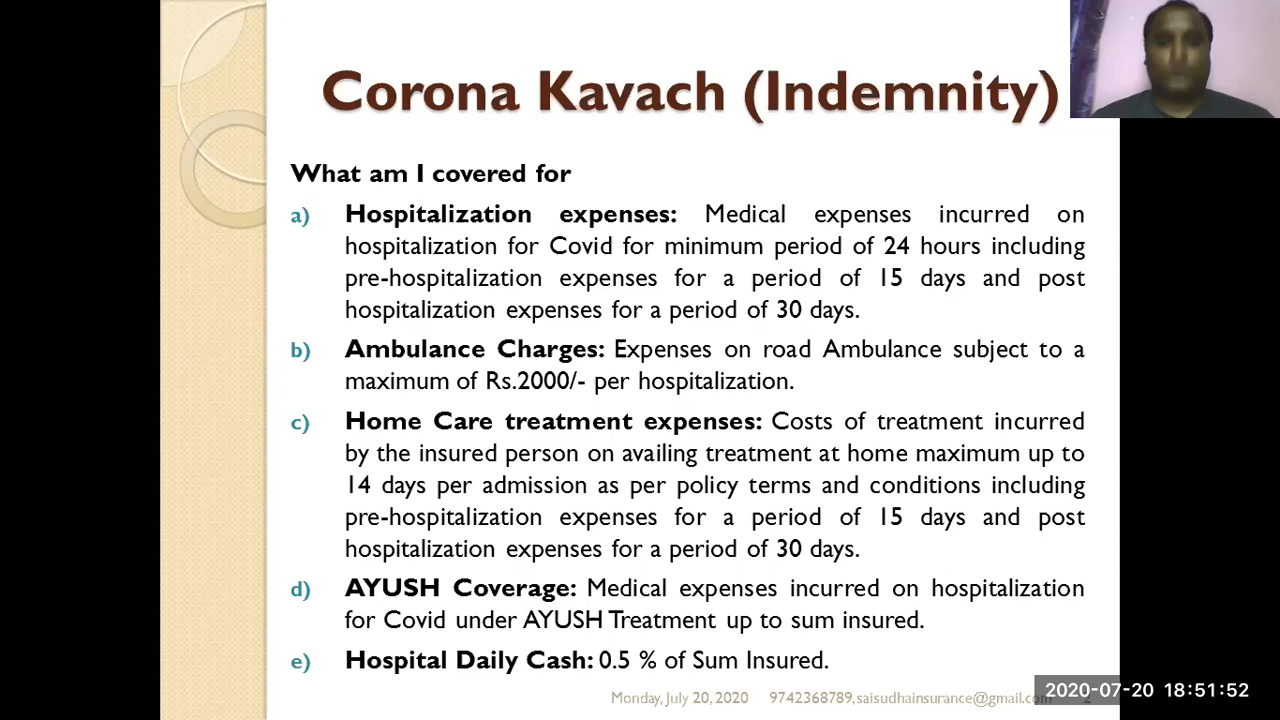 Corona Kavach (Indemnity)
What am I covered for
a) Hospitalization expenses: Medical expenses incurred on
hospitalization for Covid for minimum period of 24 hours including
pre-hospitalization expenses for a period of 15 days and post
hospitalization expenses for a period of 30 days.
b) Ambulance Charges: Expenses on road Ambulance subject to a
maximum of Rs.2000/- per hospitalization.
c) Home Care treatment expenses: Costs of treatment incurred
by the insured person on availing treatment at home maximum up to
14 days per admission as per policy terms and conditions including
pre-hospitalization expenses for a period of 15 days and post
hospitalization expenses for a period of 30 days.
d) AYUSH Coverage: Medical expenses incurred on hospitalization
for Covid under AYUSH Treatment up to sum insured.
e) Hospital Daily Cash: 0.5 % of Sum Insured.
Monday, July 20, 2020 9742368789, saisudhainsurance@gmail.com 2
2020-07-20 18:51:52